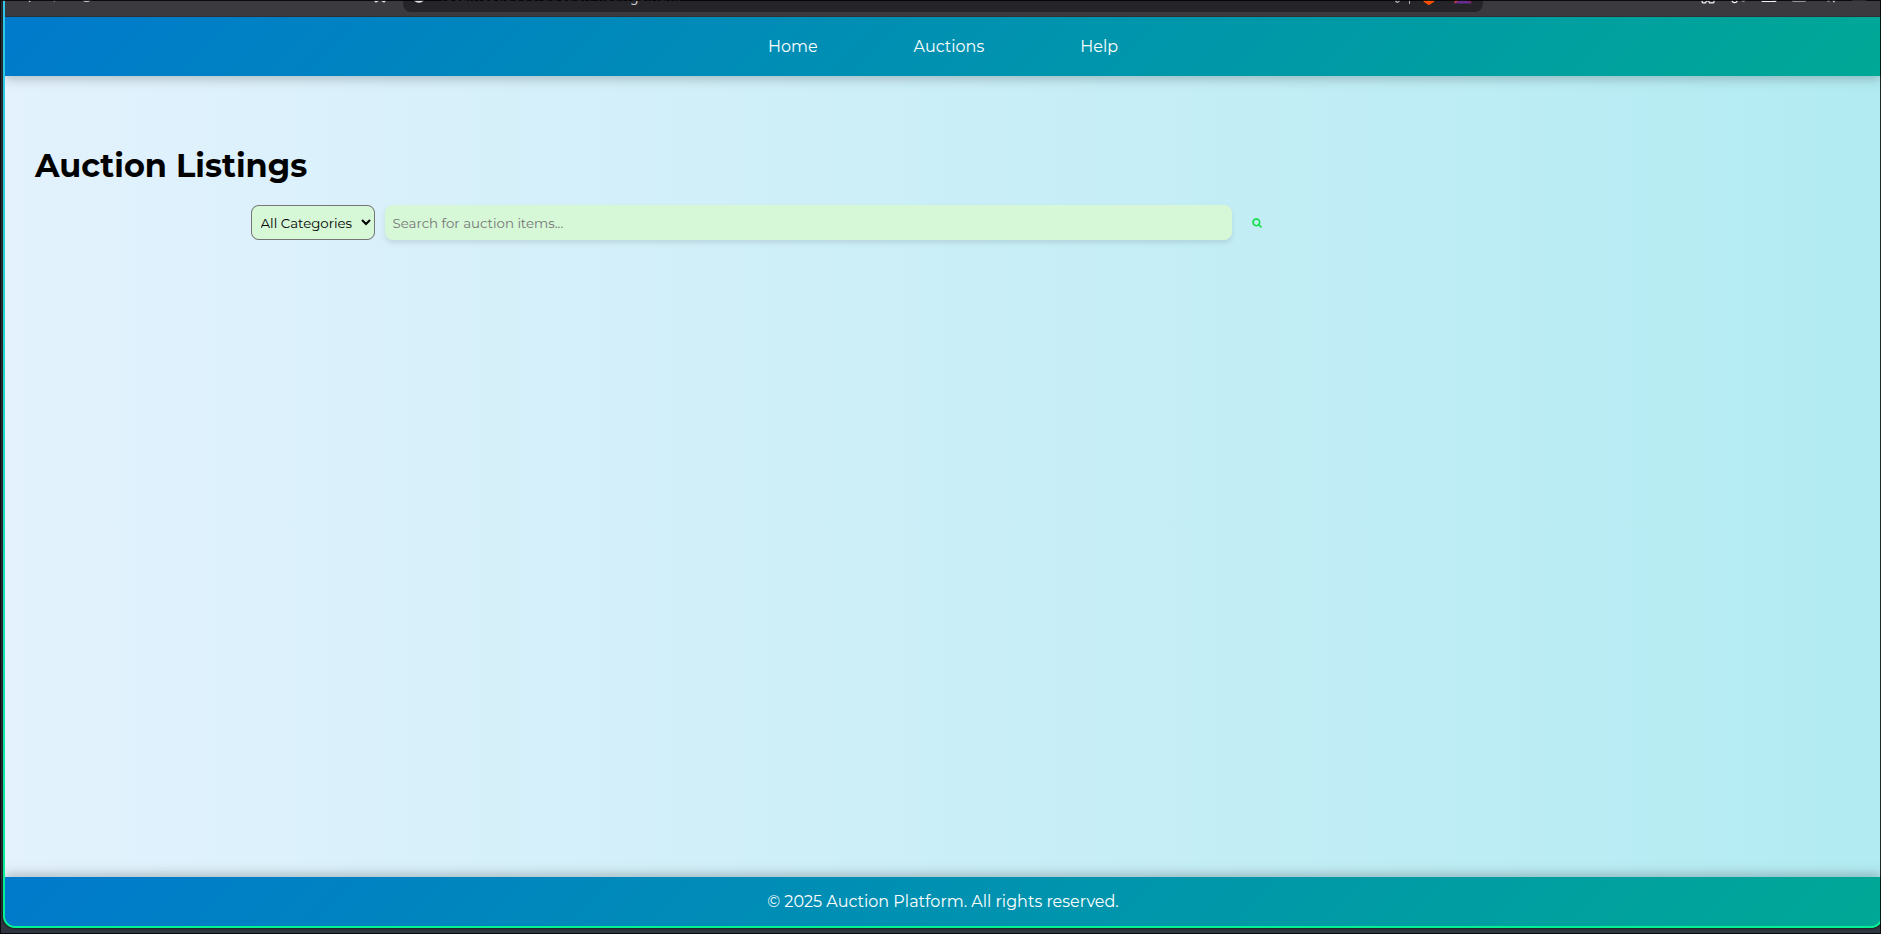 Home Auctions Help
Auction Listings
All Categories Search for auction items...
© 2025 Auction Platform. All rights reserved.